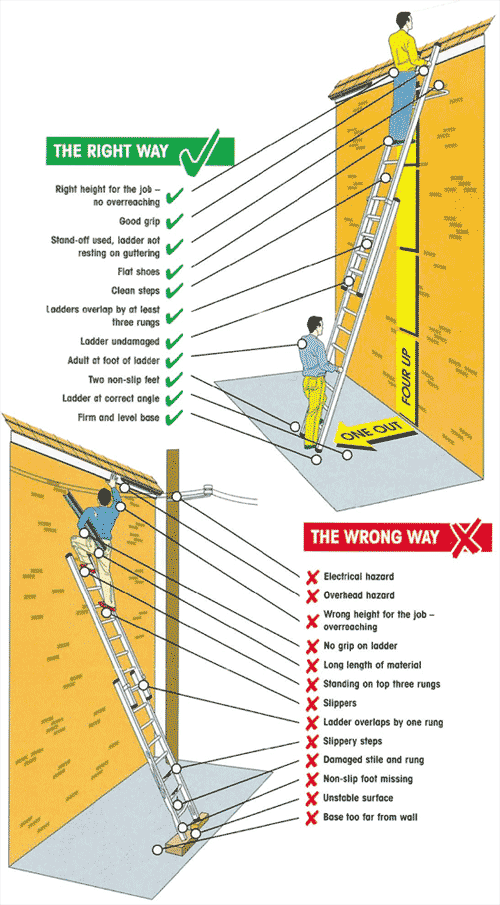 THE RIGHT WAY
Right height for the job –
no overreaching
Good grip
Stand-off used, ladder not
resting on guttering
Flat shoes
Clean steps
Ladders overlap by at least
three rungs
Ladder undamaged
Adult at foot of ladder
Two non-slip feet
Ladder at correct angle
Firm and level base
FOUR UP
ONE OUT
THE WRONG WAY
Electrical hazard
Overhead hazard
Wrong height for the job –
overreaching
No grip on ladder
Long length of material
Standing on top three rungs
Slippers
Ladder overlaps by one rung
Slippery steps
Damaged stile and rung
Non-slip foot missing
Unstable surface
Base too far from wall